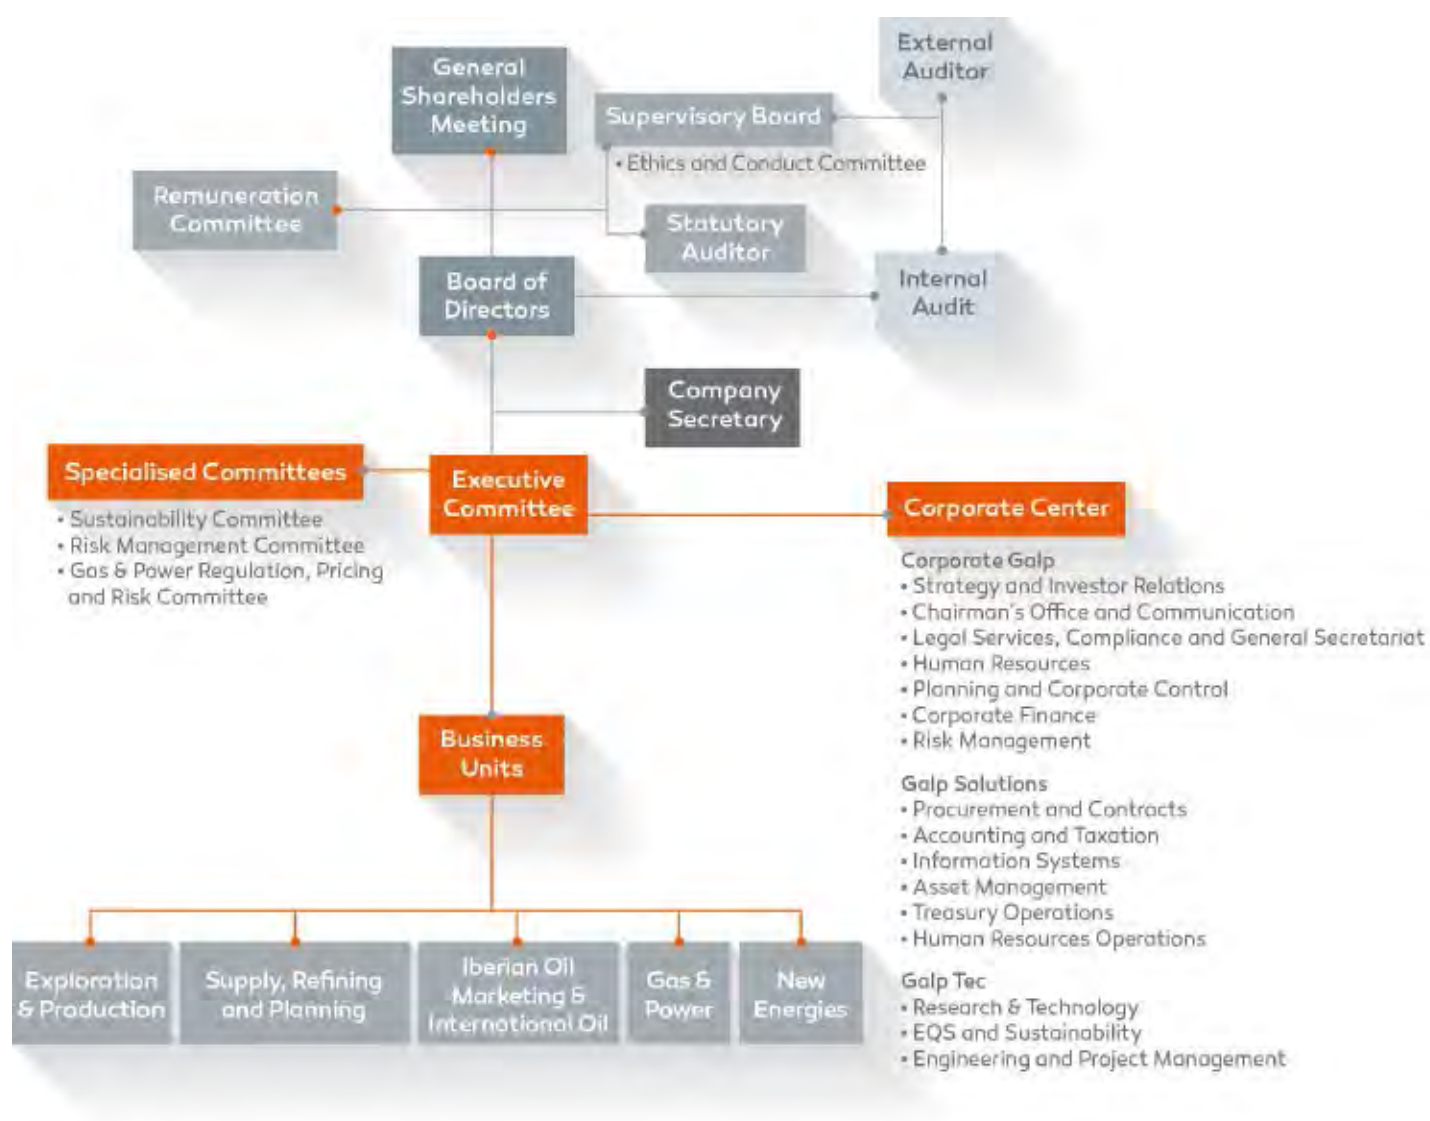 External
Auditor
General
Shareholders
Meeting
Supervisory Board
• Ethics and Conduct Committee
Remuneration
Committee
Statutory
Auditor
Board of
Directors
Internal
Audit
Company
Secretary
Specialised Committees
• Sustainability Committee
• Risk Management Committee
• Gas & Power Regulation, Pricing
and Risk Committee
Executive
Committee
Corporate Center
Corporate Galp
• Strategy and Investor Relations
• Chairman's Office and Communication
• Legal Services, Compliance and General Secretariat
• Human Resources
• Planning and Corporate Control
• Corporate Finance
• Risk Management
Galp Solutions
• Procurement and Contracts
• Accounting and Taxation
• Information Systems
• Asset Management
• Treasury Operations
• Human Resources Operations
Galp Tec
• Research & Technology
• EQS and Sustainability
• Engineering and Project Management
Business
Units
Exploration
& Production
Supply, Refining
and Planning
Iberian Oil
Marketing &
International Oil
Gas &
Power
New
Energies